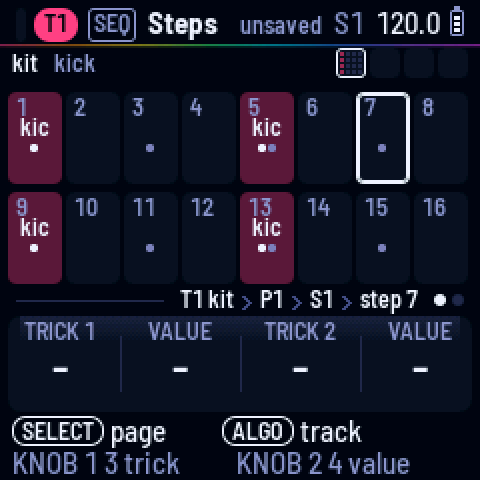 T1 SEQ Steps unsaved S1 120.0
kit kick
1 2 3 4 5 6 7 8
kic kic
9 10 11 12 13 14 15 16
kic kic
T1 kit > P1 > S1 > step 7
TRICK 1 VALUE TRICK 2 VALUE
– – – –
SELECT page ALGO track
KNOB 1 3 trick KNOB 2 4 value